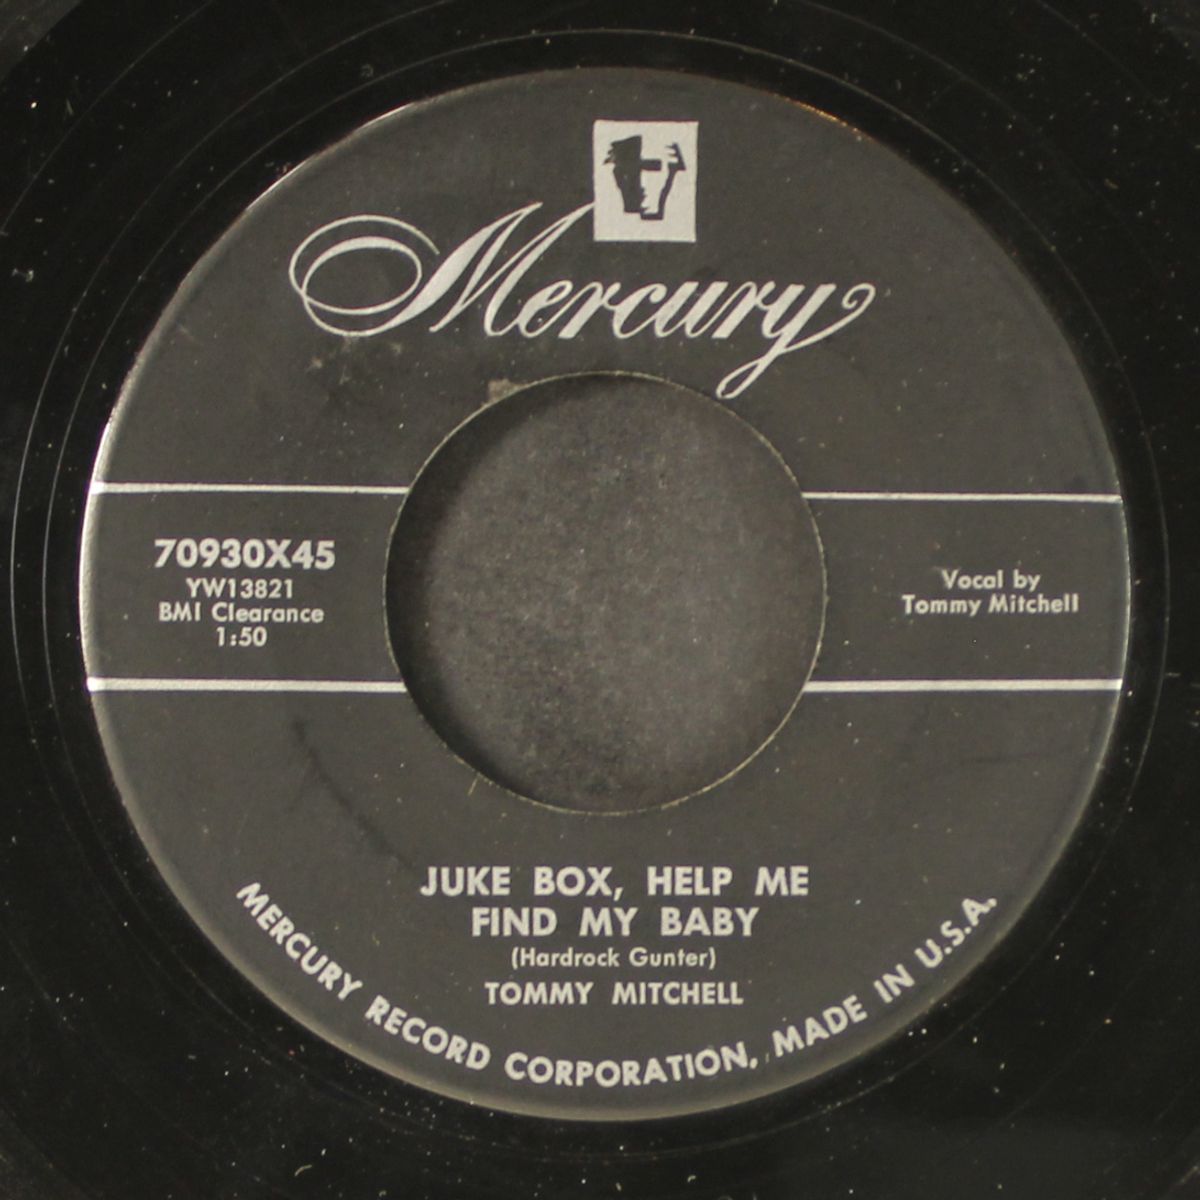 Mercury
70930X45
YW13821
BMI Clearance
1:50
Vocal by
Tommy Mitchell
JUKE BOX, HELP ME
FIND MY BABY
(Hardrock Gunter)
TOMMY MITCHELL
MERCURY RECORD CORPORATION, MADE IN U.S.A.